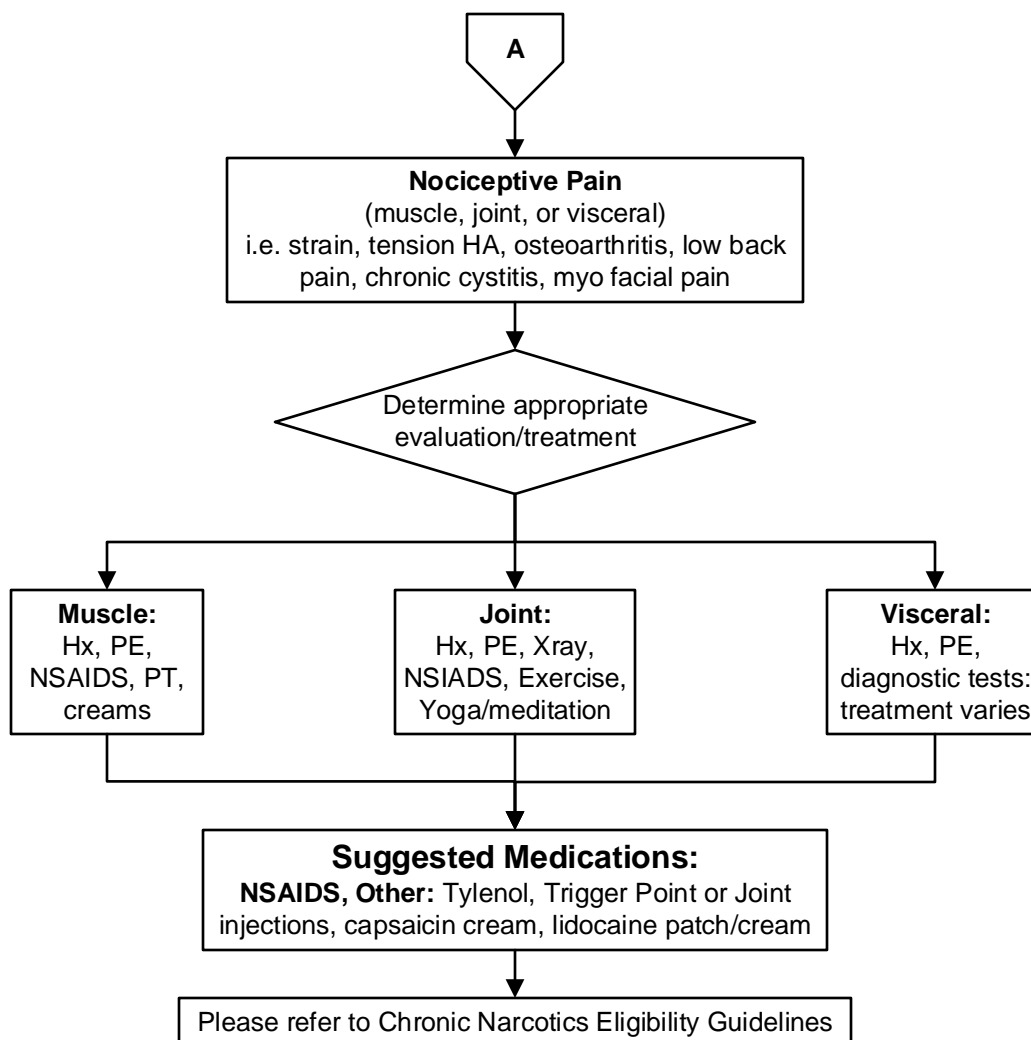 A
Nociceptive Pain
(muscle, joint, or visceral)
i.e. strain, tension HA, osteoarthritis, low back
pain, chronic cystitis, myo facial pain
Determine appropriate
evaluation/treatment
Muscle:
Hx, PE,
NSAIDS, PT,
creams
Joint:
Hx, PE, Xray,
NSIADS, Exercise,
Yoga/meditation
Visceral:
Hx, PE,
diagnostic tests:
treatment varies
Suggested Medications:
NSAIDS, Other: Tylenol, Trigger Point or Joint
injections, capsaicin cream, lidocaine patch/cream
Please refer to Chronic Narcotics Eligibility Guidelines